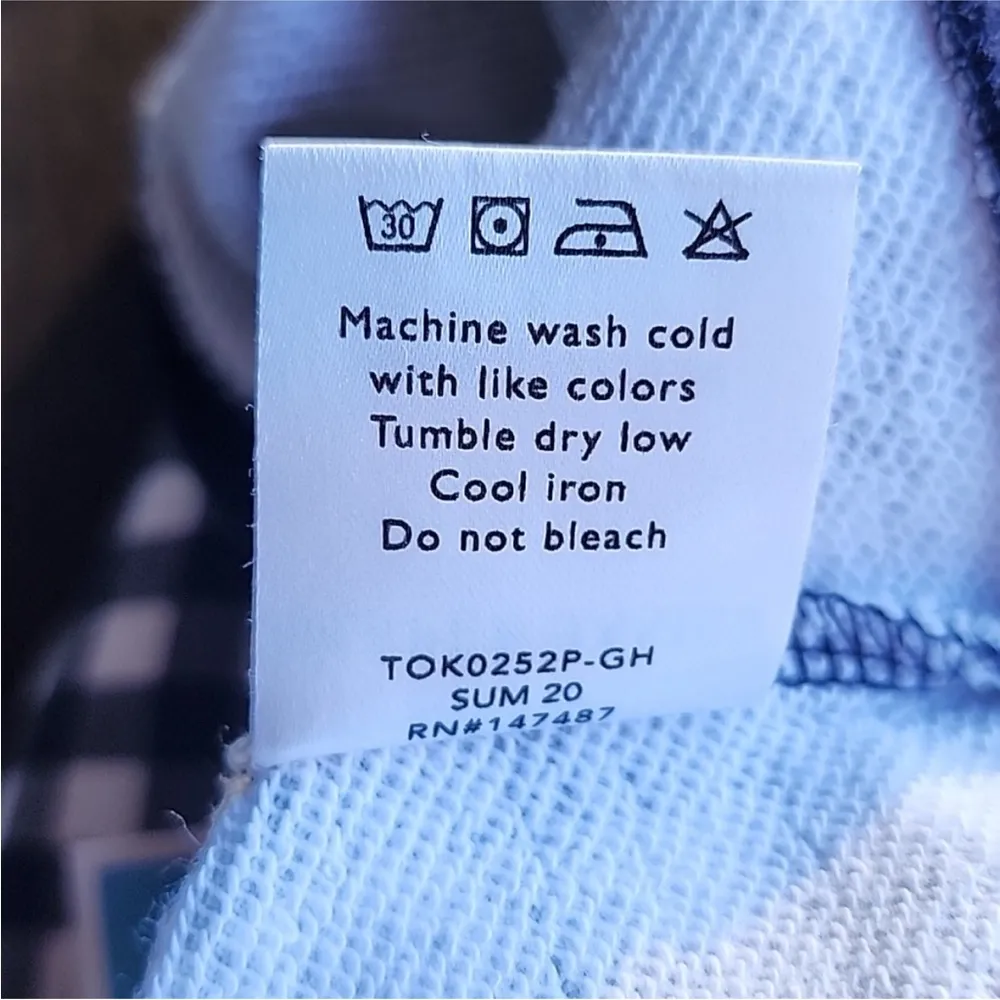 30
Machine wash cold
with like colors
Tumble dry low
Cool iron
Do not bleach
TOK0252P-GH
SUM 20
RN#147487